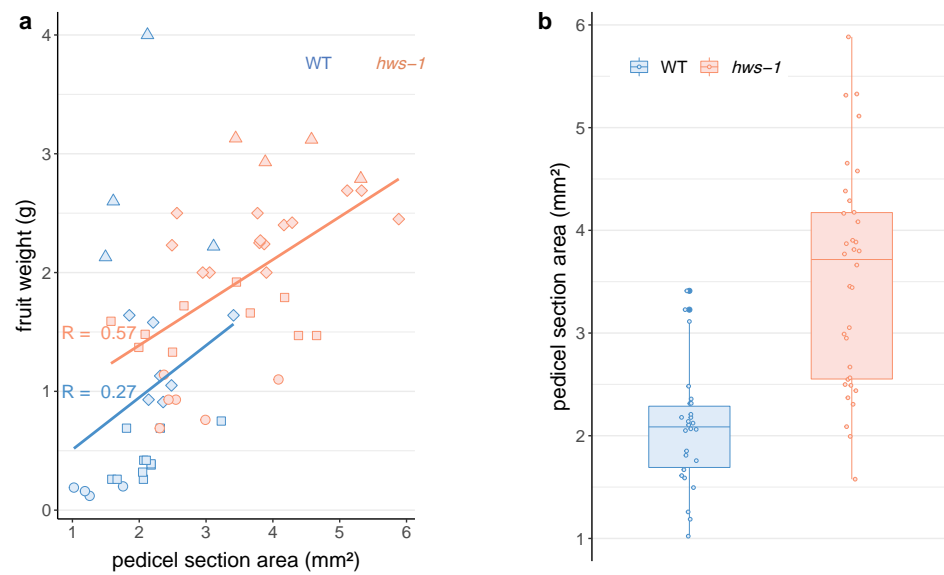 a
fruit weight (g)
4
3
2
1
0
WT hws−1
R = 0.57
R = 0.27
1 2 3 4 5 6
pedicel section area (mm²)
b
pedicel section area (mm²)
6
5
4
3
2
1
WT hws−1